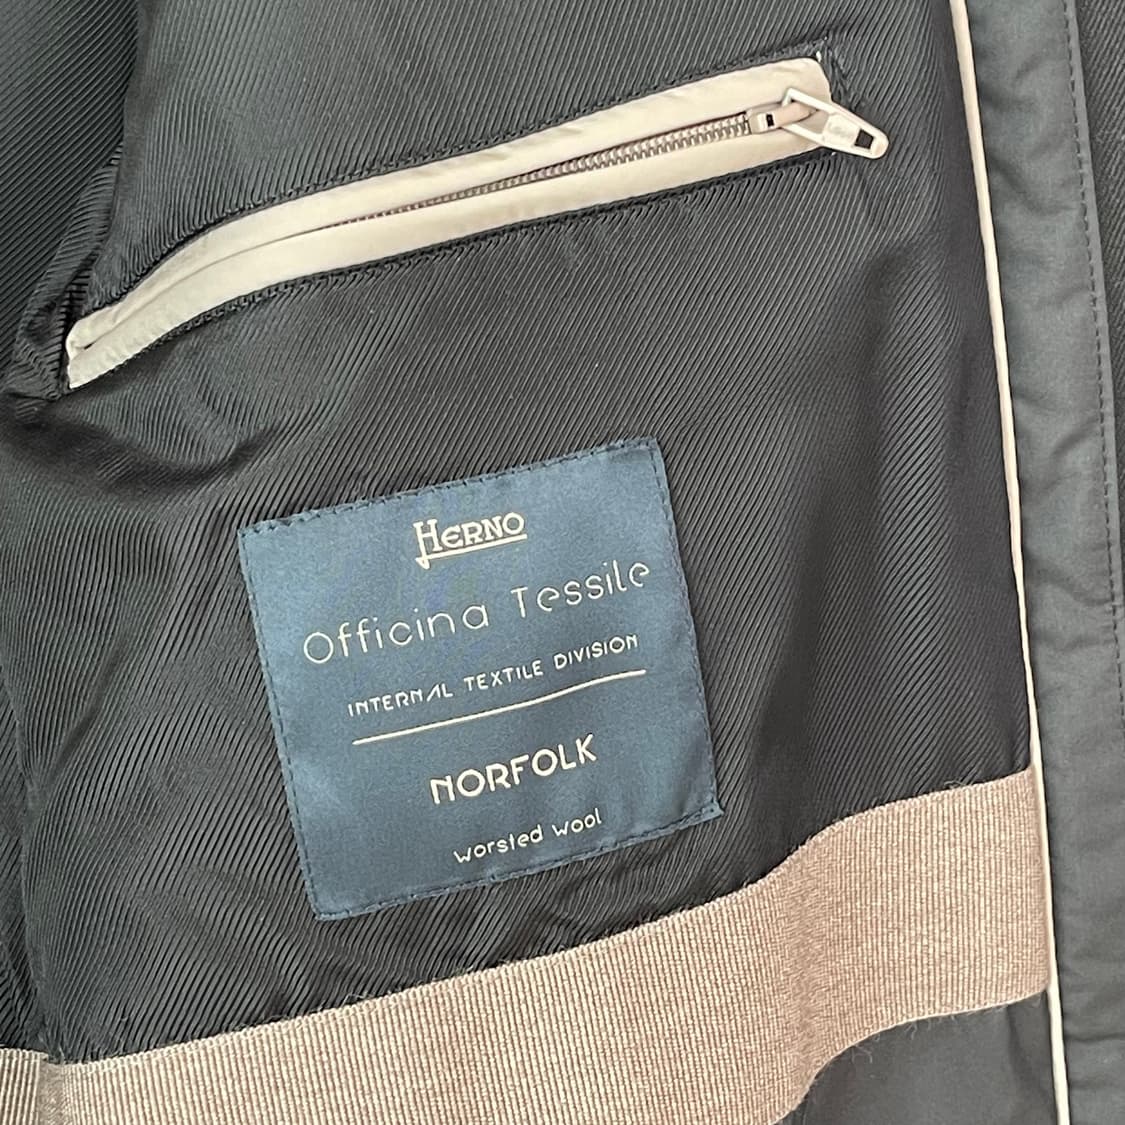 HERNO
Officina Tessile
INTERNAL TEXTILE DIVISION
NORFOLK
worsted wool